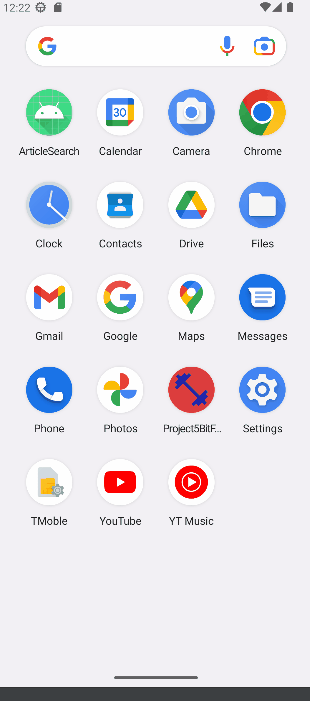 12:22
ArticleSearch Calendar Camera Chrome
30
Clock Contacts Drive Files
Gmail Google Maps Messages
Phone Photos Project5BitF... Settings
TMoble YouTube YT Music